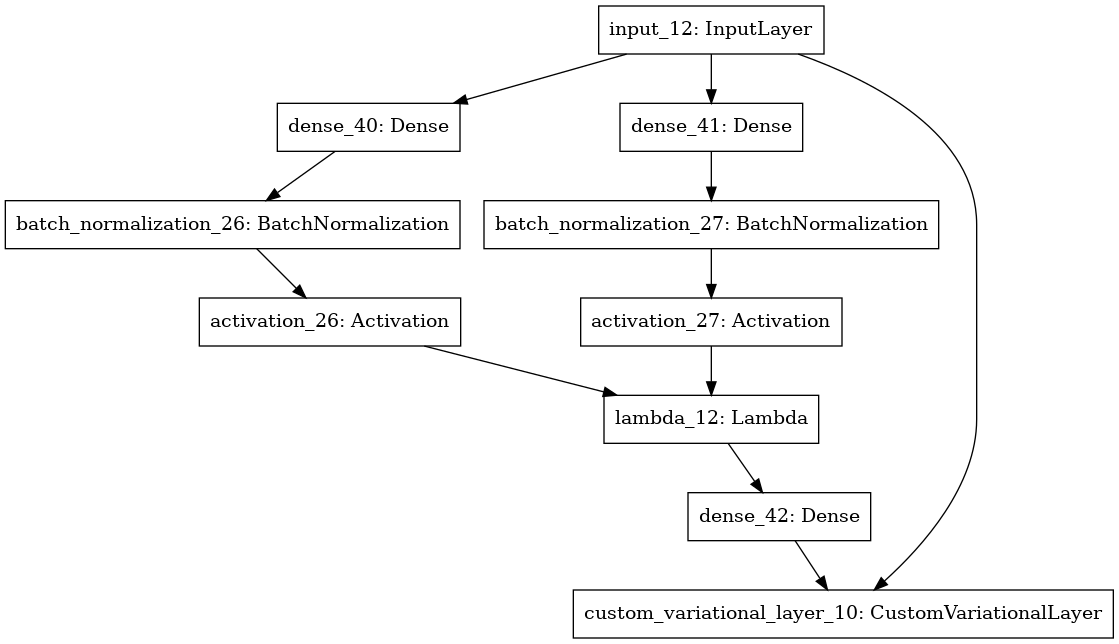 input_12: InputLayer
dense_40: Dense
dense_41: Dense
batch_normalization_26: BatchNormalization
batch_normalization_27: BatchNormalization
activation_26: Activation
activation_27: Activation
lambda_12: Lambda
dense_42: Dense
custom_variational_layer_10: CustomVariationalLayer